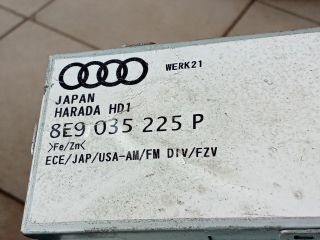 WERK21
JAPAN
HARADA HD1
8E9 035 225 P
>Fe/Zn<
ECE/JAP/USA-AM/FM DIV/FZV